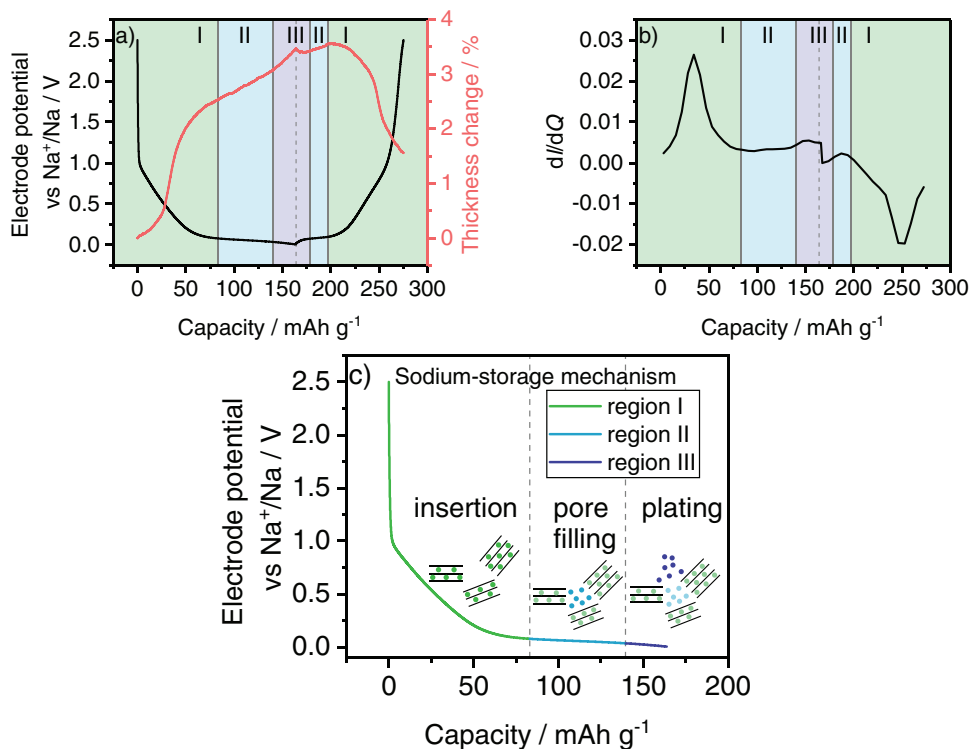 a)
I II III II I
Electrode potential
vs Na⁺/Na / V
2.5
2.0
1.5
1.0
0.5
0.0
4
3
2
1
0
Thickness change / %
0 50 100 150 200 250 300
Capacity / mAh g⁻¹
b)
I II III II I
dI/dQ
0.03
0.02
0.01
0.00
-0.01
-0.02
0 50 100 150 200 250 300
Capacity / mAh g⁻¹
c) Sodium-storage mechanism
region I
region II
region III
insertion
pore
filling
plating
Electrode potential
vs Na⁺/Na / V
2.5
2.0
1.5
1.0
0.5
0.0
0 50 100 150 200
Capacity / mAh g⁻¹